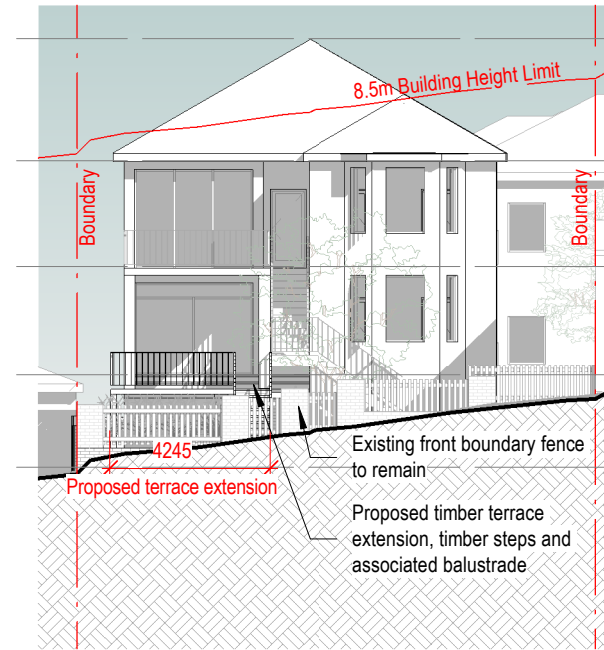 8.5m Building Height Limit
Boundary
Boundary
4245
Proposed terrace extension
Existing front boundary fence
to remain
Proposed timber terrace
extension, timber steps and
associated balustrade